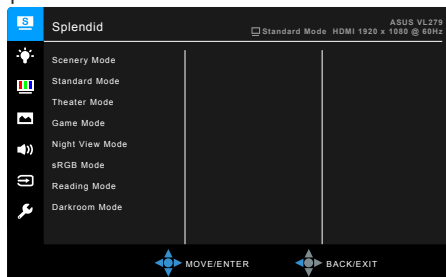 S
Splendid
ASUS VL279
Standard Mode HDMI 1920 x 1080 @ 60Hz
Scenery Mode
Standard Mode
Theater Mode
Game Mode
Night View Mode
sRGB Mode
Reading Mode
Darkroom Mode
MOVE/ENTER
BACK/EXIT